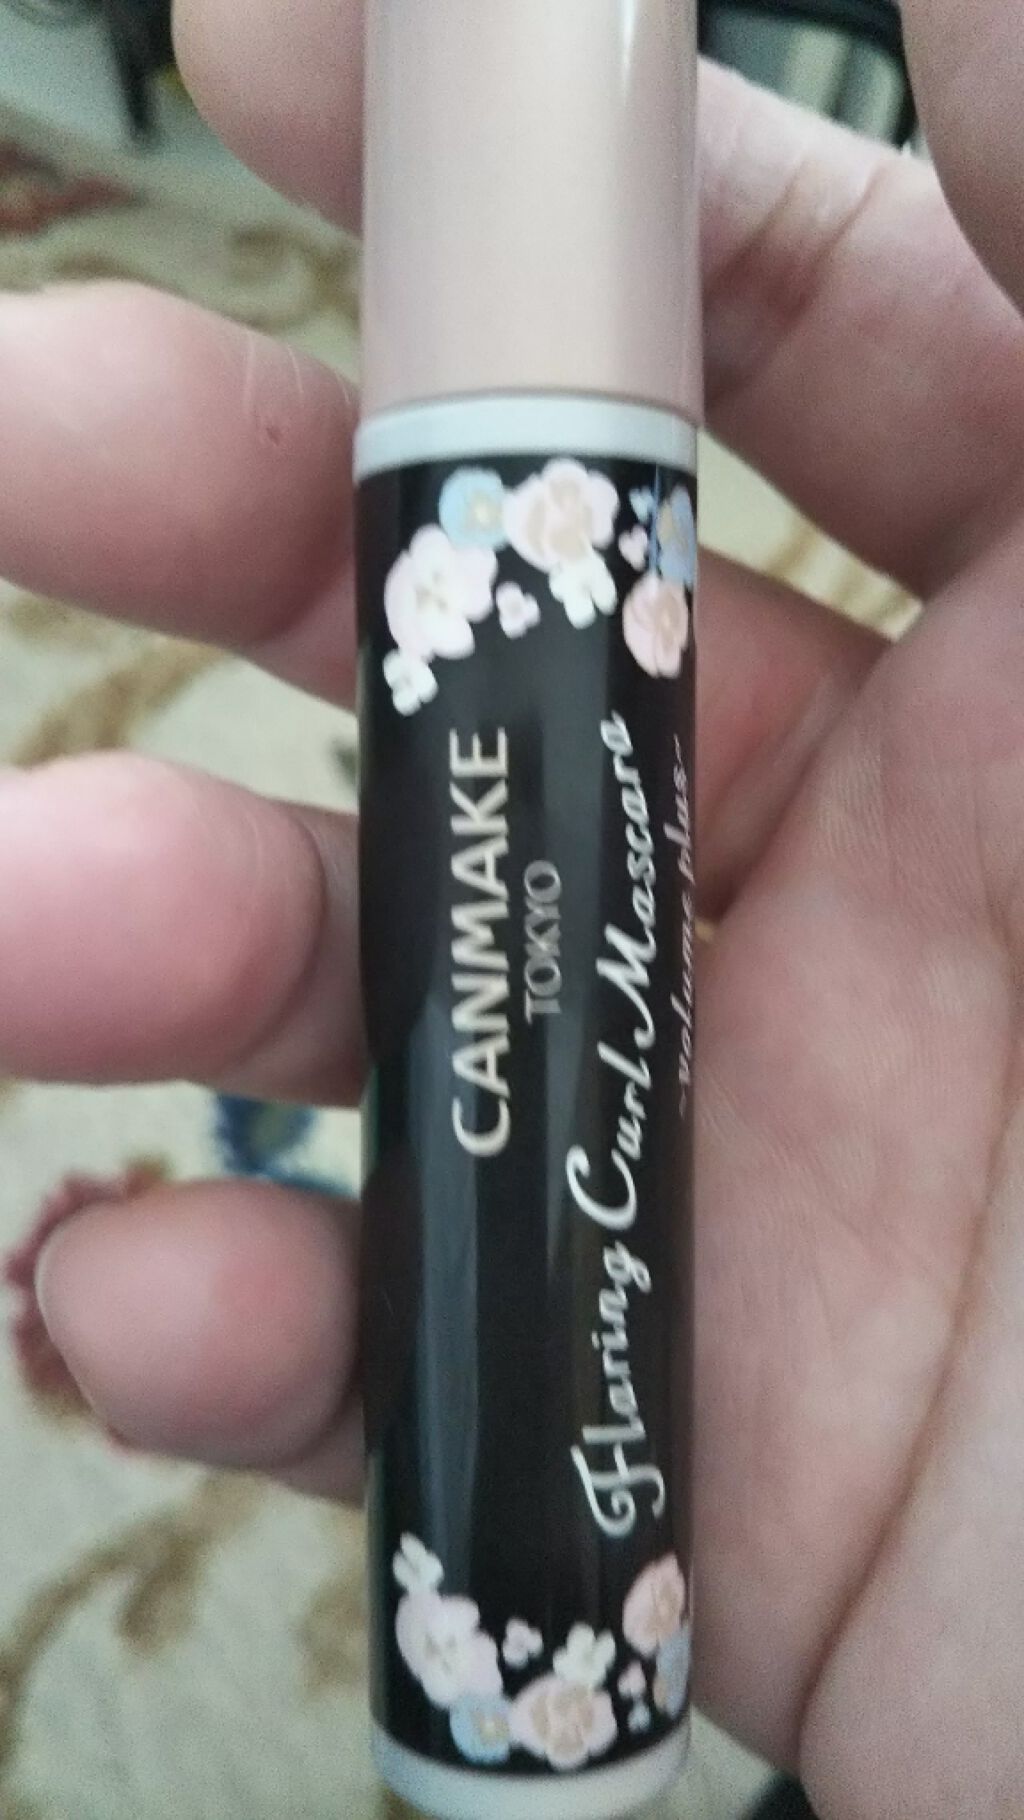 CANMAKE
TOKYO
Flaring Curl Mascara
~volume plus~